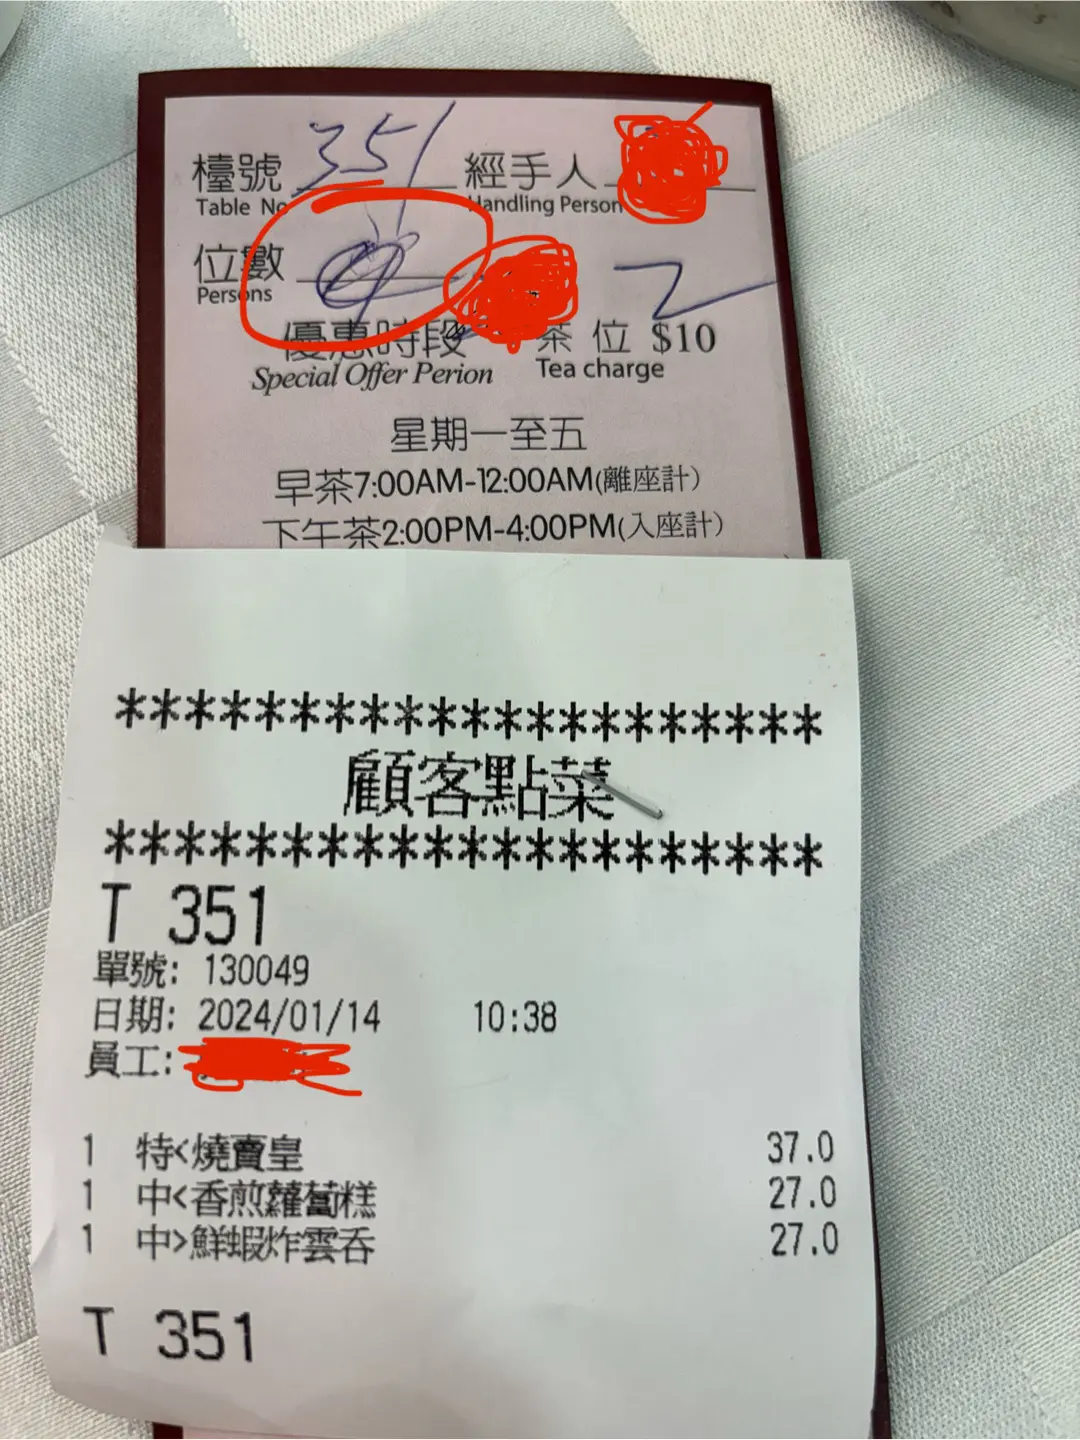 檯號 351 經手人
Table No Handling Person
位數
Persons 2
優惠時段 茶位 $10
Special Offer Perion Tea charge
星期一至五
早茶7:00AM-12:00AM(離座計)
下午茶2:00PM-4:00PM(入座計)
*********************
顧客點菜
*********************
T 351
單號: 130049
日期: 2024/01/14 10:38
員工:
1 特<燒賣皇 37.0
1 中<香煎蘿蔔糕 27.0
1 中>鮮蝦炸雲吞 27.0
T 351